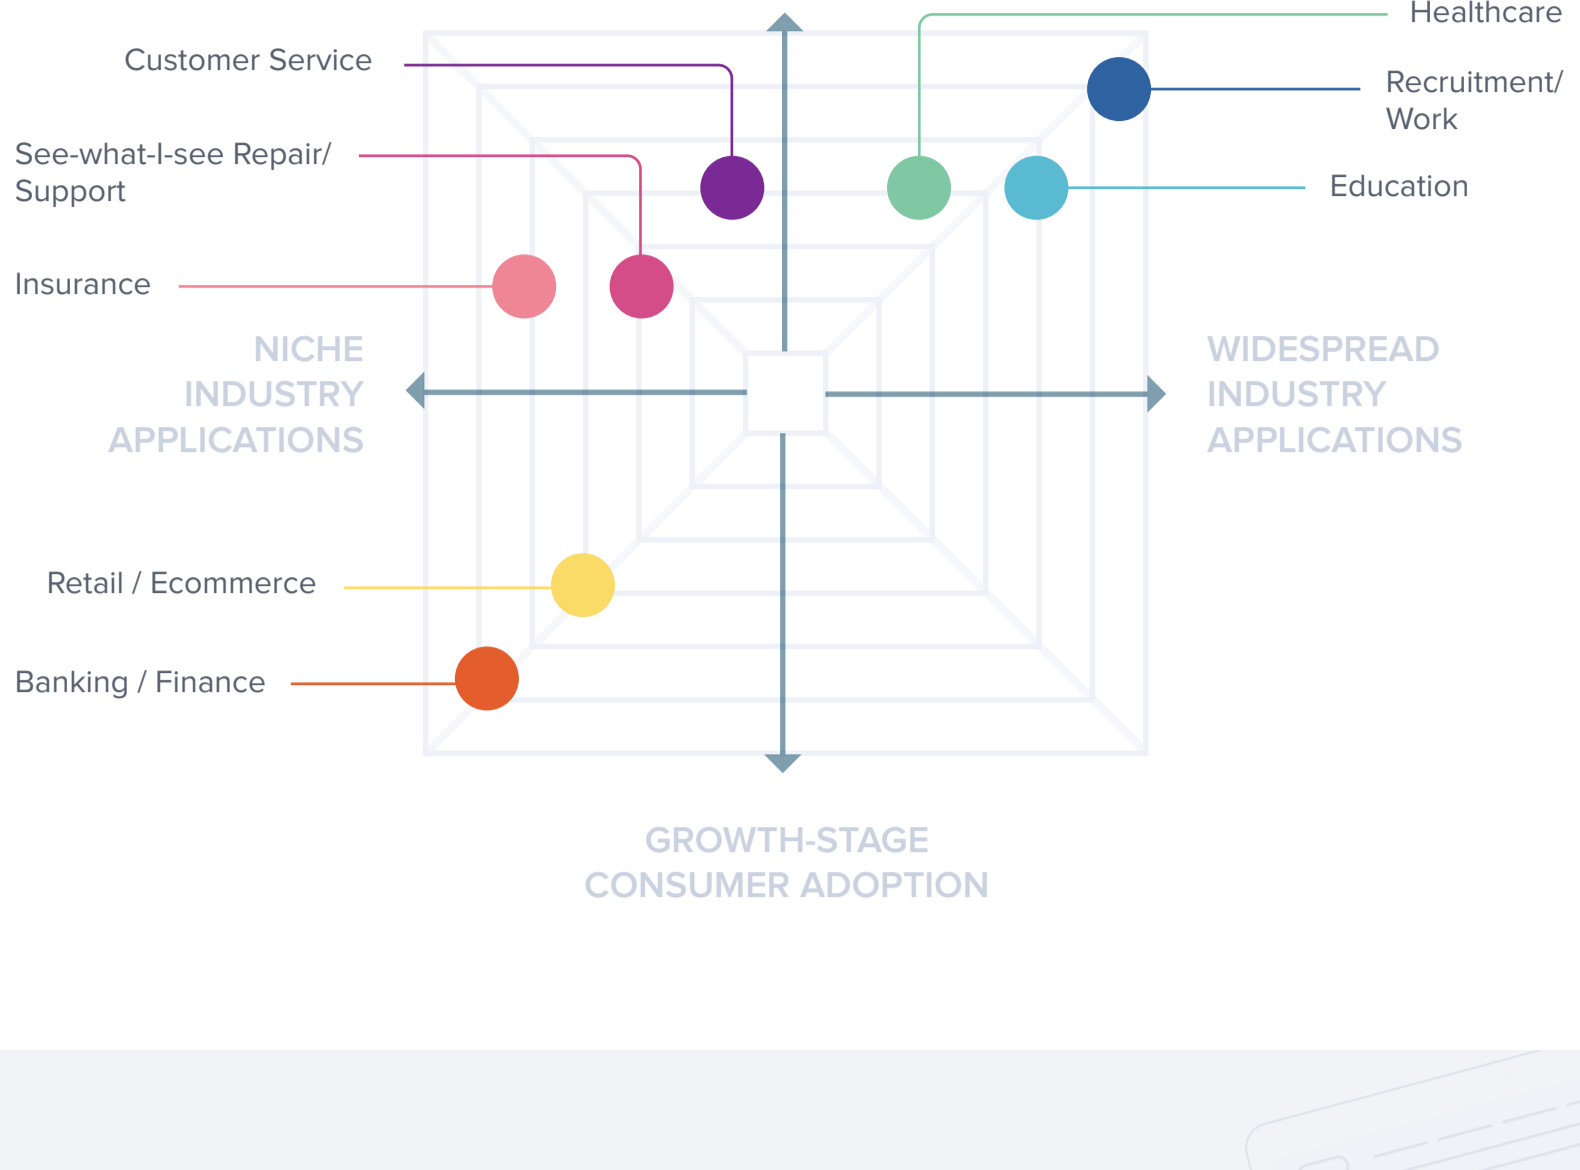 Healthcare
Customer Service
Recruitment/
Work
See-what-I-see Repair/
Support
Education
Insurance
NICHE
INDUSTRY
APPLICATIONS
WIDESPREAD
INDUSTRY
APPLICATIONS
Retail / Ecommerce
Banking / Finance
GROWTH-STAGE
CONSUMER ADOPTION